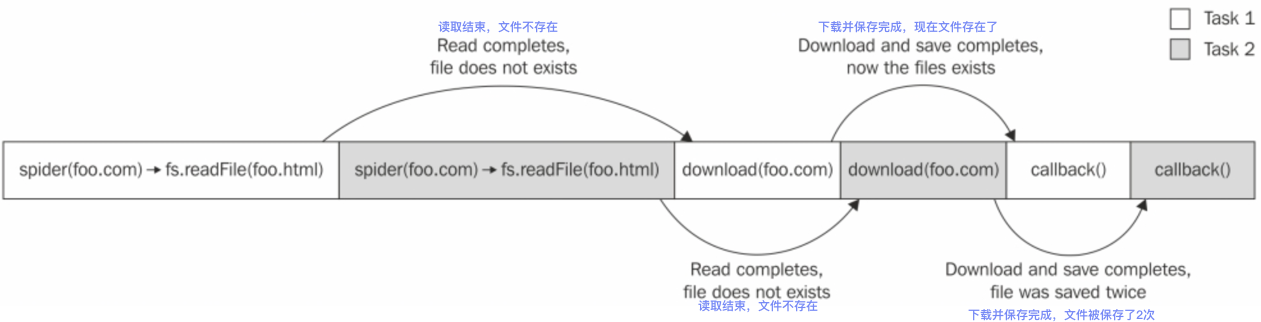 读取结束，文件不存在
Read completes,
file does not exists
下载并保存完成，现在文件存在了
Download and save completes,
now the files exists
Task 1
Task 2
spider(foo.com) → fs.readFile(foo.html)
spider(foo.com) → fs.readFile(foo.html)
download(foo.com)
download(foo.com)
callback()
callback()
Read completes,
file does not exists
读取结束，文件不存在
Download and save completes,
file was saved twice
下载并保存完成，文件被保存了2次